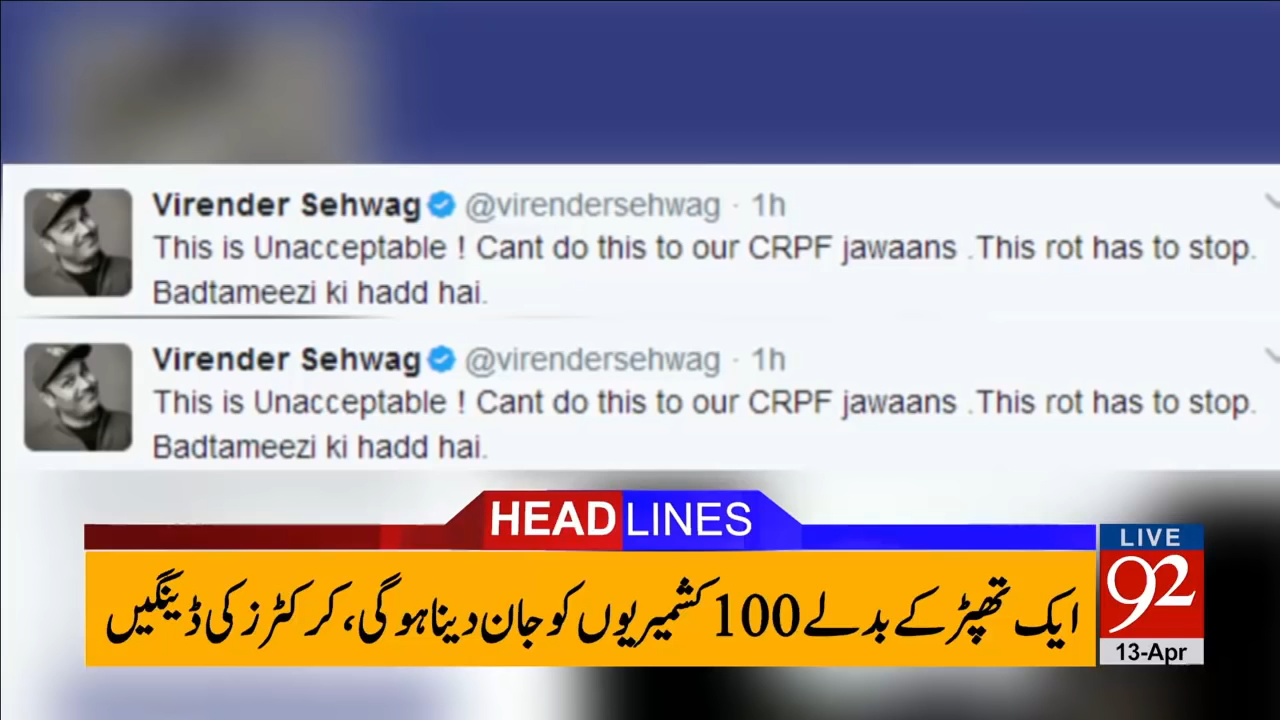 Virender Sehwag @virendersehwag · 1h
This is Unacceptable ! Cant do this to our CRPF jawaans .This rot has to stop.
Badtameezi ki hadd hai.
Virender Sehwag @virendersehwag · 1h
This is Unacceptable ! Cant do this to our CRPF jawaans .This rot has to stop.
Badtameezi ki hadd hai.
HEADLINES
LIVE
ایک تھپڑ کے بدلے 100 کشمیریوں کو جان دینا ہوگی، کرکٹرز کی ڈینگیں
92
13-Apr